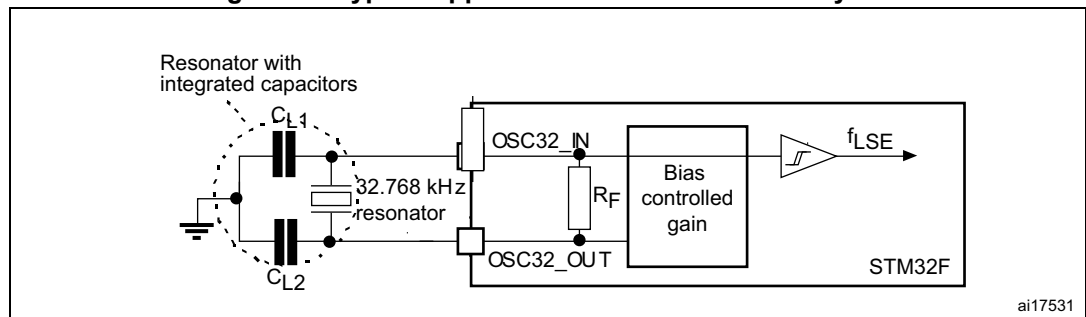 Resonator with
integrated capacitors
CL1
OSC32_IN
fLSE
32.768 kHz
resonator
RF
Bias
controlled
gain
OSC32_OUT
CL2
STM32F
ai17531